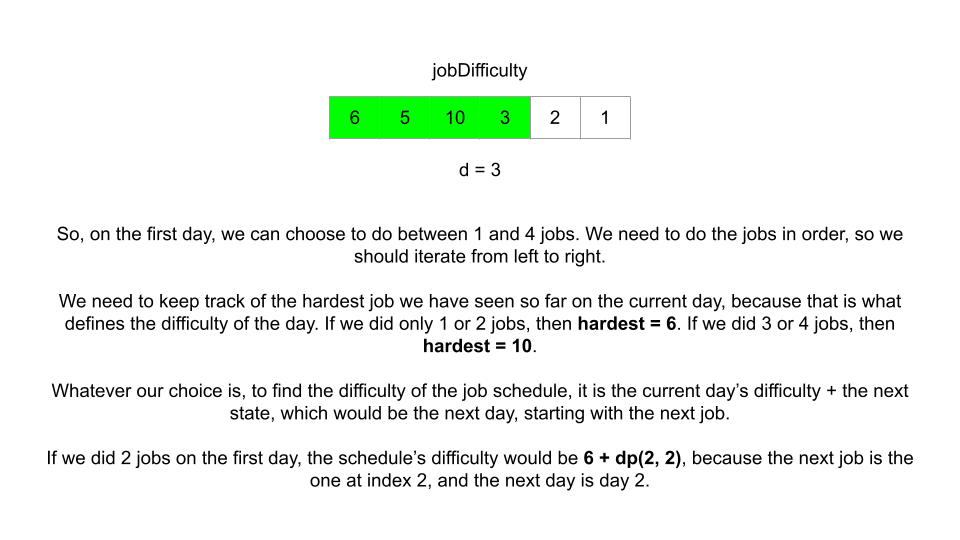 jobDifficulty
6 5 10 3 2 1
d = 3
So, on the first day, we can choose to do between 1 and 4 jobs. We need to do the jobs in order, so we
should iterate from left to right.
We need to keep track of the hardest job we have seen so far on the current day, because that is what
defines the difficulty of the day. If we did only 1 or 2 jobs, then hardest = 6. If we did 3 or 4 jobs, then
hardest = 10.
Whatever our choice is, to find the difficulty of the job schedule, it is the current day’s difficulty + the next
state, which would be the next day, starting with the next job.
If we did 2 jobs on the first day, the schedule’s difficulty would be 6 + dp(2, 2), because the next job is the
one at index 2, and the next day is day 2.